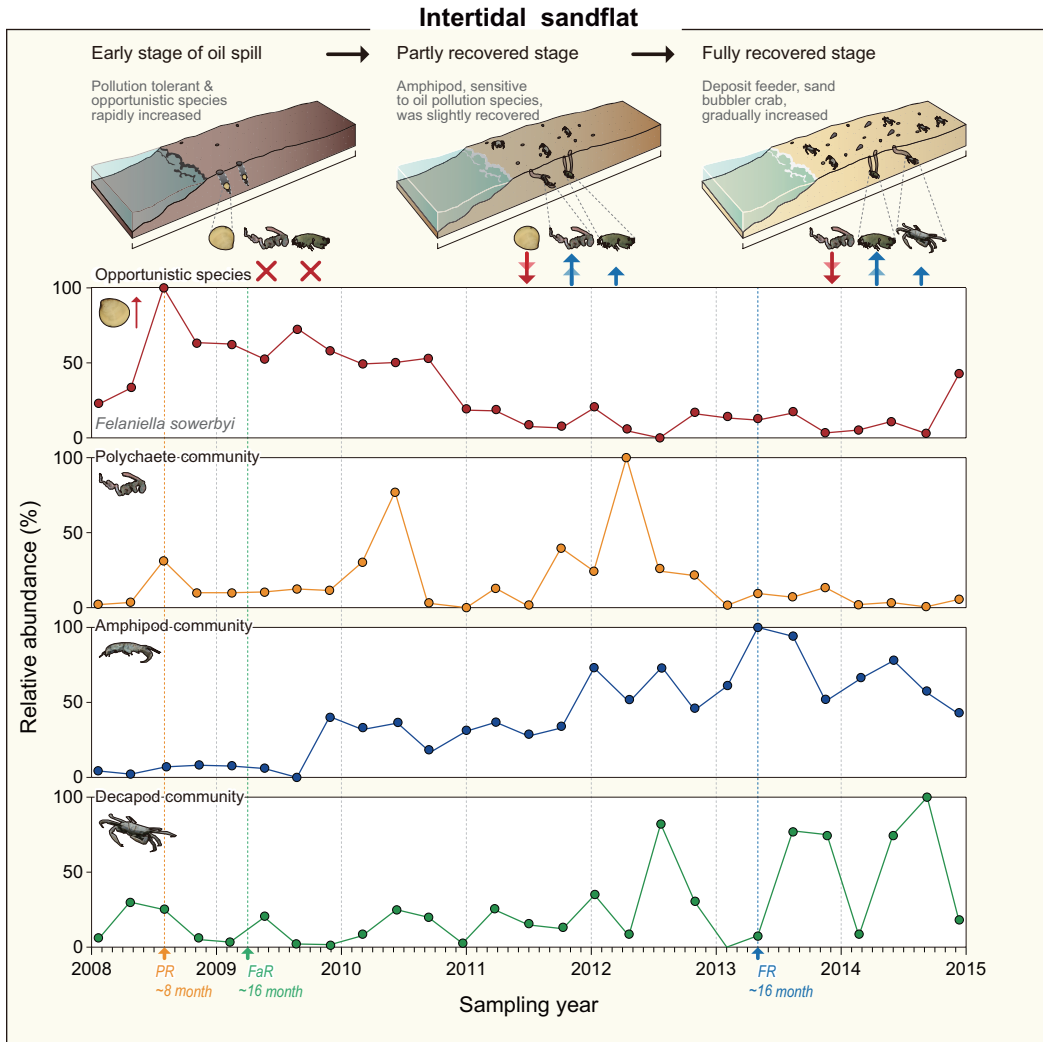 Intertidal sandflat
Early stage of oil spill
Partly recovered stage
Fully recovered stage
Pollution tolerant &
opportunistic species
rapidly increased
Amphipod, sensitive
to oil pollution species,
was slightly recovered
Deposit feeder, sand
bubbler crab,
gradually increased
Opportunistic species
100
50
0
Felaniella sowerbyi
Polychaete community
100
50
0
Amphipod community
100
50
0
Decapod community
100
50
0
Relative abundance (%)
2008
2009
2010
2011
2012
2013
2014
2015
PR
~8 month
FaR
~16 month
FR
~16 month
Sampling year